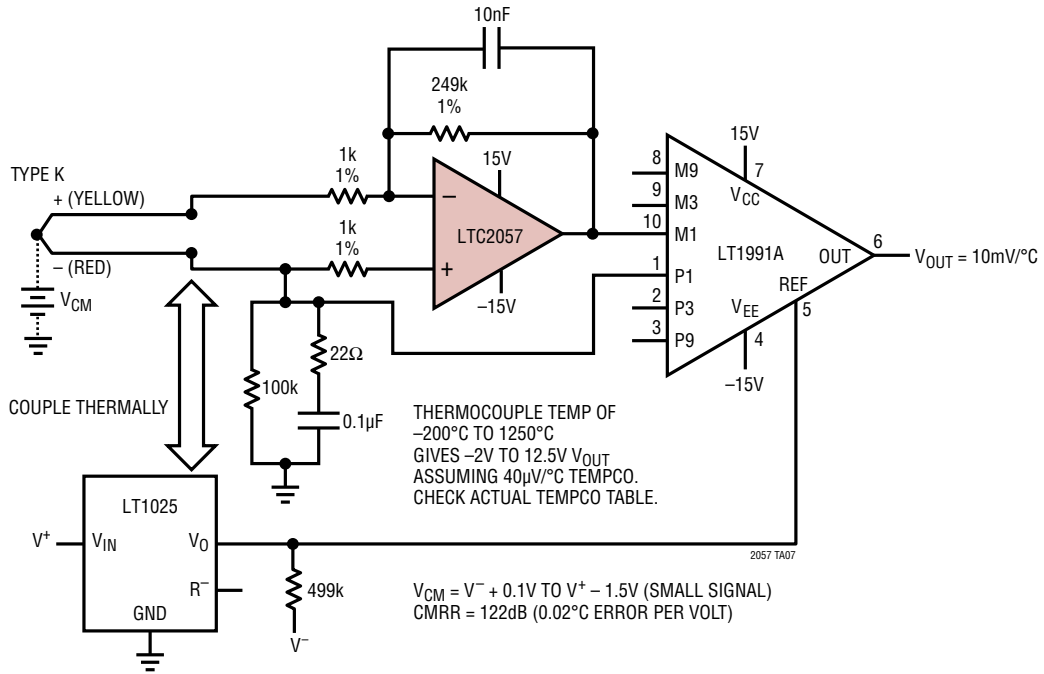 10nF
249k
1%
TYPE K
+ (YELLOW)
– (RED)
VCM
1k
1%
1k
1%
15V
–
+
LTC2057
–15V
15V
7
VCC
8
M9
9
M3
10
M1
1
P1
2
P3
3
P9
LT1991A
OUT
6
REF
5
VEE
4
–15V
VOUT = 10mV/°C
22Ω
100k
0.1µF
COUPLE THERMALLY
THERMOCOUPLE TEMP OF
–200°C TO 1250°C
GIVES –2V TO 12.5V VOUT
ASSUMING 40µV/°C TEMPCO.
CHECK ACTUAL TEMPCO TABLE.
LT1025
V+
VIN
VO
R–
GND
499k
V–
2057 TA07
VCM = V– + 0.1V TO V+ – 1.5V (SMALL SIGNAL)
CMRR = 122dB (0.02°C ERROR PER VOLT)